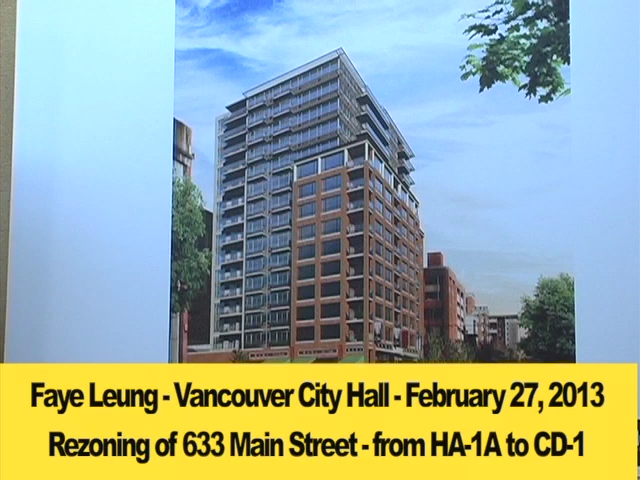 Faye Leung - Vancouver City Hall - February 27, 2013
Rezoning of 633 Main Street - from HA-1A to CD-1